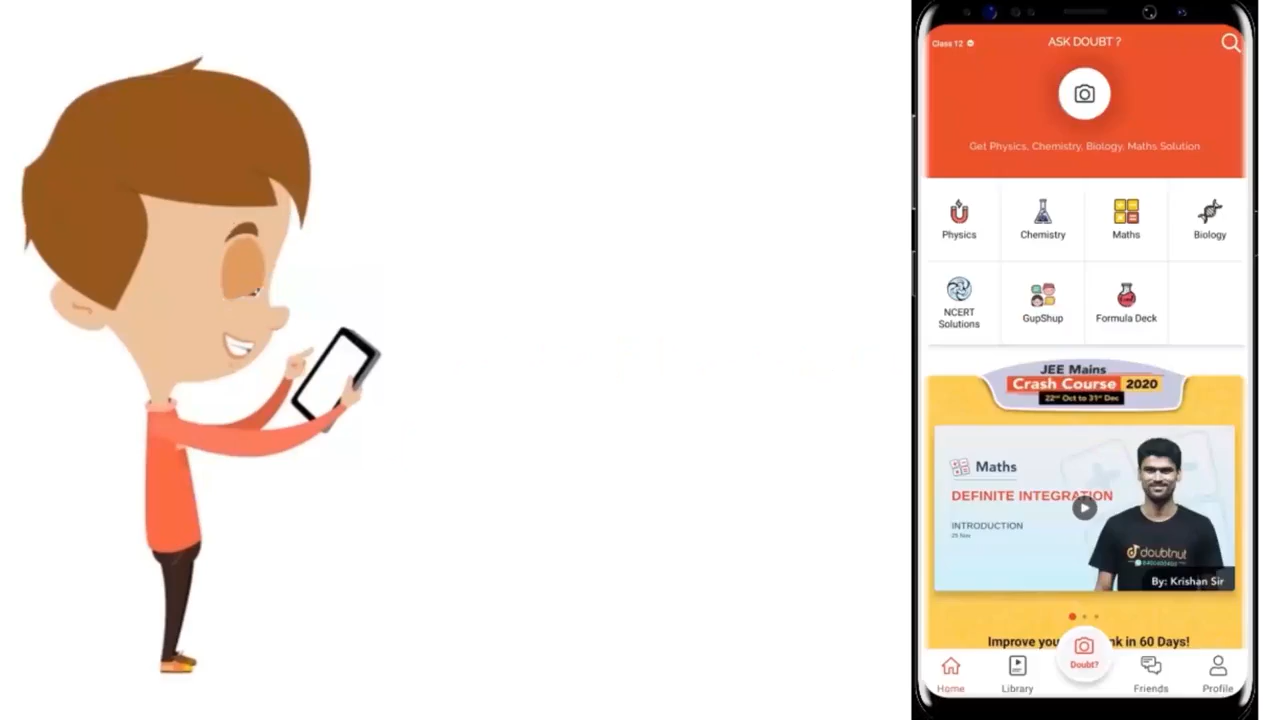 Class 12
ASK DOUBT ?
Get Physics, Chemistry, Biology, Maths Solution
Physics
Chemistry
Maths
Biology
NCERT
Solutions
GupShup
Formula Deck
JEE Mains
Crash Course 2020
22nd Oct to 31st Dec
Maths
DEFINITE INTEGRATION
INTRODUCTION
doubtnut
By: Krishan Sir
Improve you nk in 60 Days!
Doubt?
Home
Library
Friends
Profile